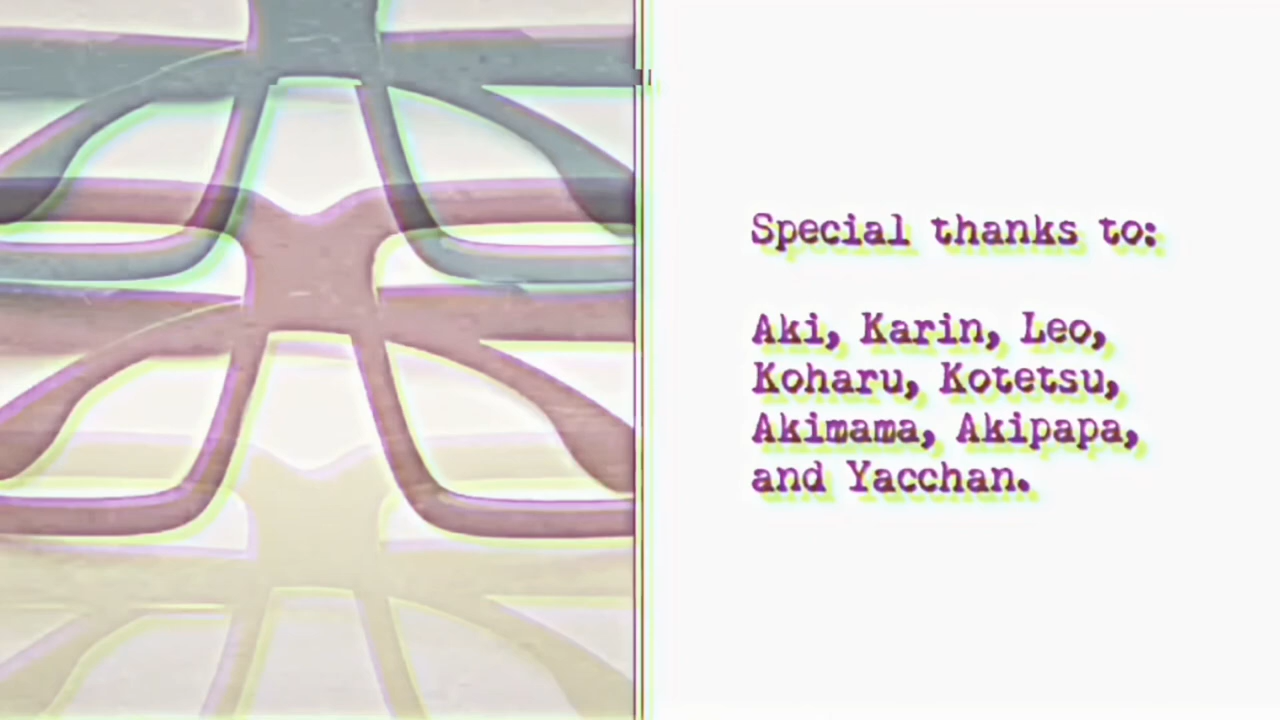 Special thanks to:
Aki, Karin, Leo,
Koharu, Kotetsu,
Akimama, Akipapa,
and Yacchan.